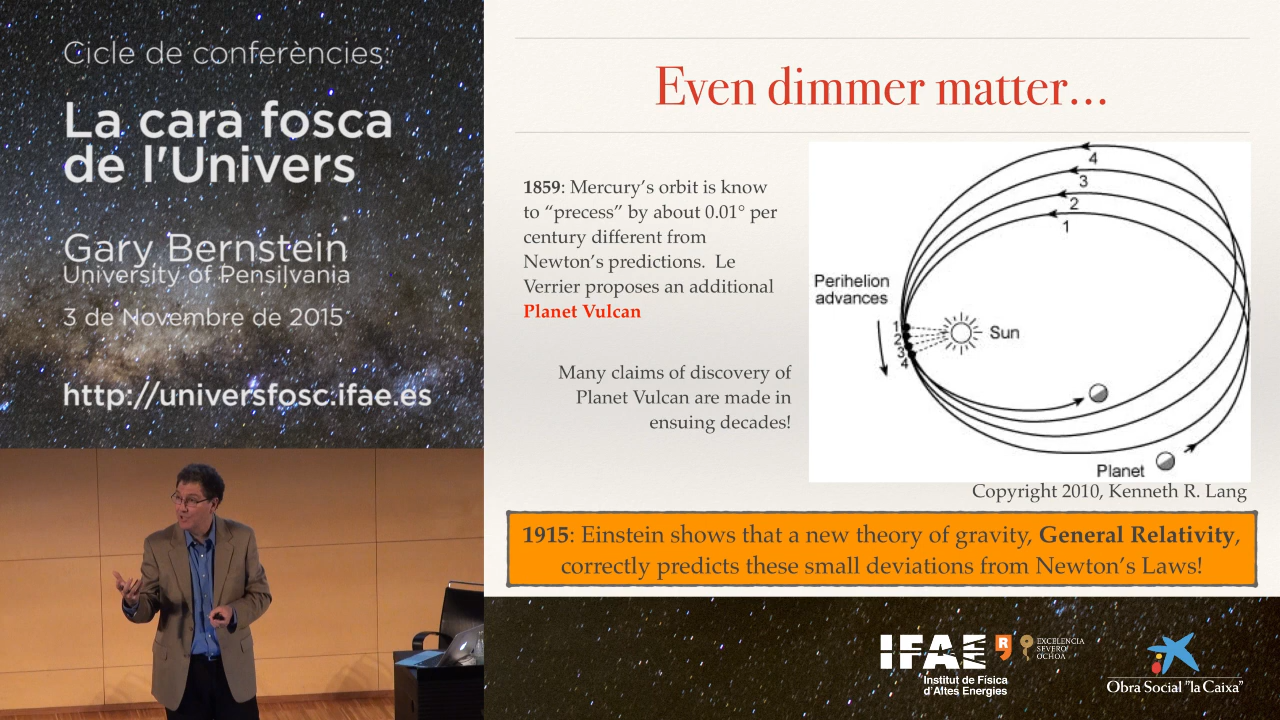 Cicle de conferències:
La cara fosca
de l'Univers
Gary Bernstein
University of Pensilvania
3 de Novembre de 2015
http://universfosc.ifae.es
Even dimmer matter...
1859: Mercury's orbit is know
to “precess” by about 0.01° per
century different from
Newton's predictions. Le
Verrier proposes an additional
Planet Vulcan
Many claims of discovery of
Planet Vulcan are made in
ensuing decades!
4
3
2
1
Perihelion
advances
1
2
3
4
Sun
Planet
Copyright 2010, Kenneth R. Lang
1915: Einstein shows that a new theory of gravity, General Relativity,
correctly predicts these small deviations from Newton's Laws!
IFAE
Institut de Física
d'Altes Energies
R
EXCELENCIA
SEVERO
OCHOA
Obra Social "la Caixa"